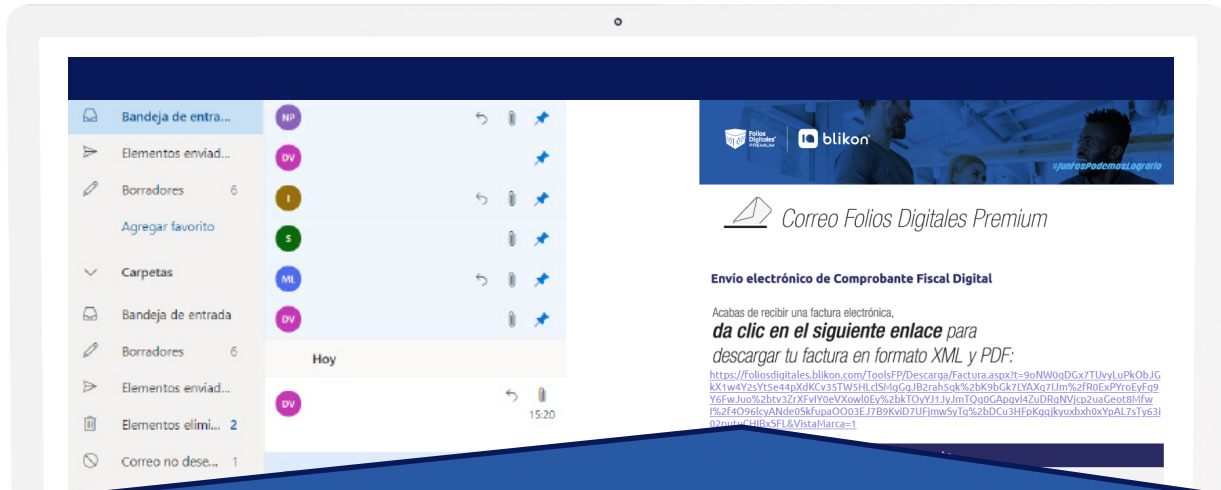 Bandeja de entra...
Elementos enviad...
Borradores 6
Agregar favorito
Carpetas
Bandeja de entrada
Borradores 6
Elementos enviad...
Elementos elimi... 2
Correo no dese... 1
NP
DV
I
S
ML
DV
Hoy
DV
15:20
Folios Digitales PREMIUM
blikon
#JuntosPodemosLograrlo
Correo Folios Digitales Premium
Envío electrónico de Comprobante Fiscal Digital
Acabas de recibir una factura electrónica,
da clic en el siguiente enlace para
descargar tu factura en formato XML y PDF: